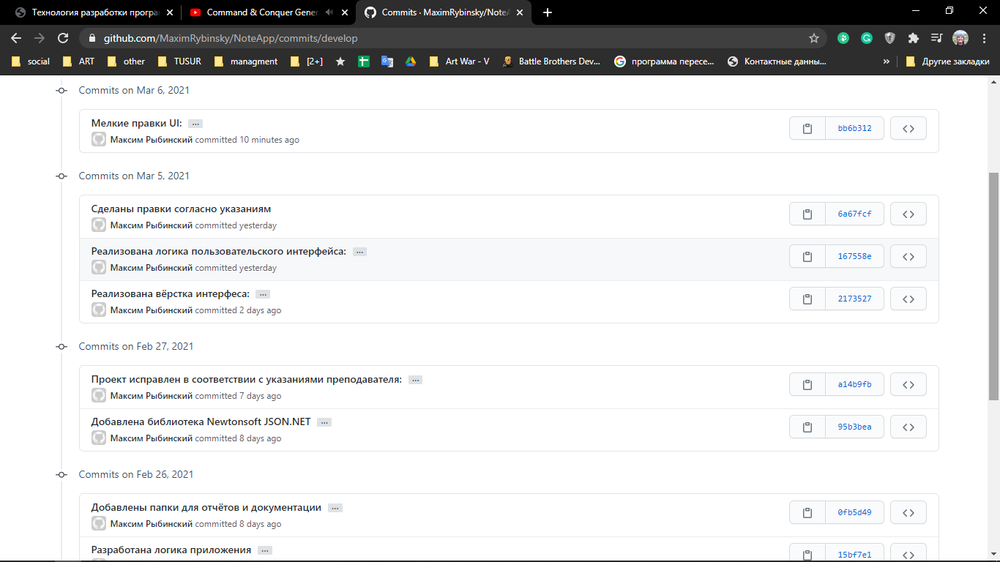 Технология разработки програ
Command & Conquer Gener
Commits · MaximRybinsky/NoteA
github.com/MaximRybinsky/NoteApp/commits/develop
social ART other TUSUR managment [2+] Art War - V Battle Brothers Dev... программа пересе... Контактные данны... » Другие закладки
Commits on Mar 6, 2021
Мелкие правки UI: ...
bb6b312
Максим Рыбинский committed 10 minutes ago
Commits on Mar 5, 2021
Сделаны правки согласно указаниям
6a67fcf
Максим Рыбинский committed yesterday
Реализована логика пользовательского интерфейса: ...
167558e
Максим Рыбинский committed yesterday
Реализована вёрстка интерфеса: ...
2173527
Максим Рыбинский committed 2 days ago
Commits on Feb 27, 2021
Проект исправлен в соответствии с указаниями преподавателя: ...
a14b9fb
Максим Рыбинский committed 7 days ago
Добавлена библиотека Newtonsoft JSON.NET ...
95b3bea
Максим Рыбинский committed 8 days ago
Commits on Feb 26, 2021
Добавлены папки для отчётов и документации ...
0fb5d49
Максим Рыбинский committed 8 days ago
Разработана логика приложения ...
15bf7e1